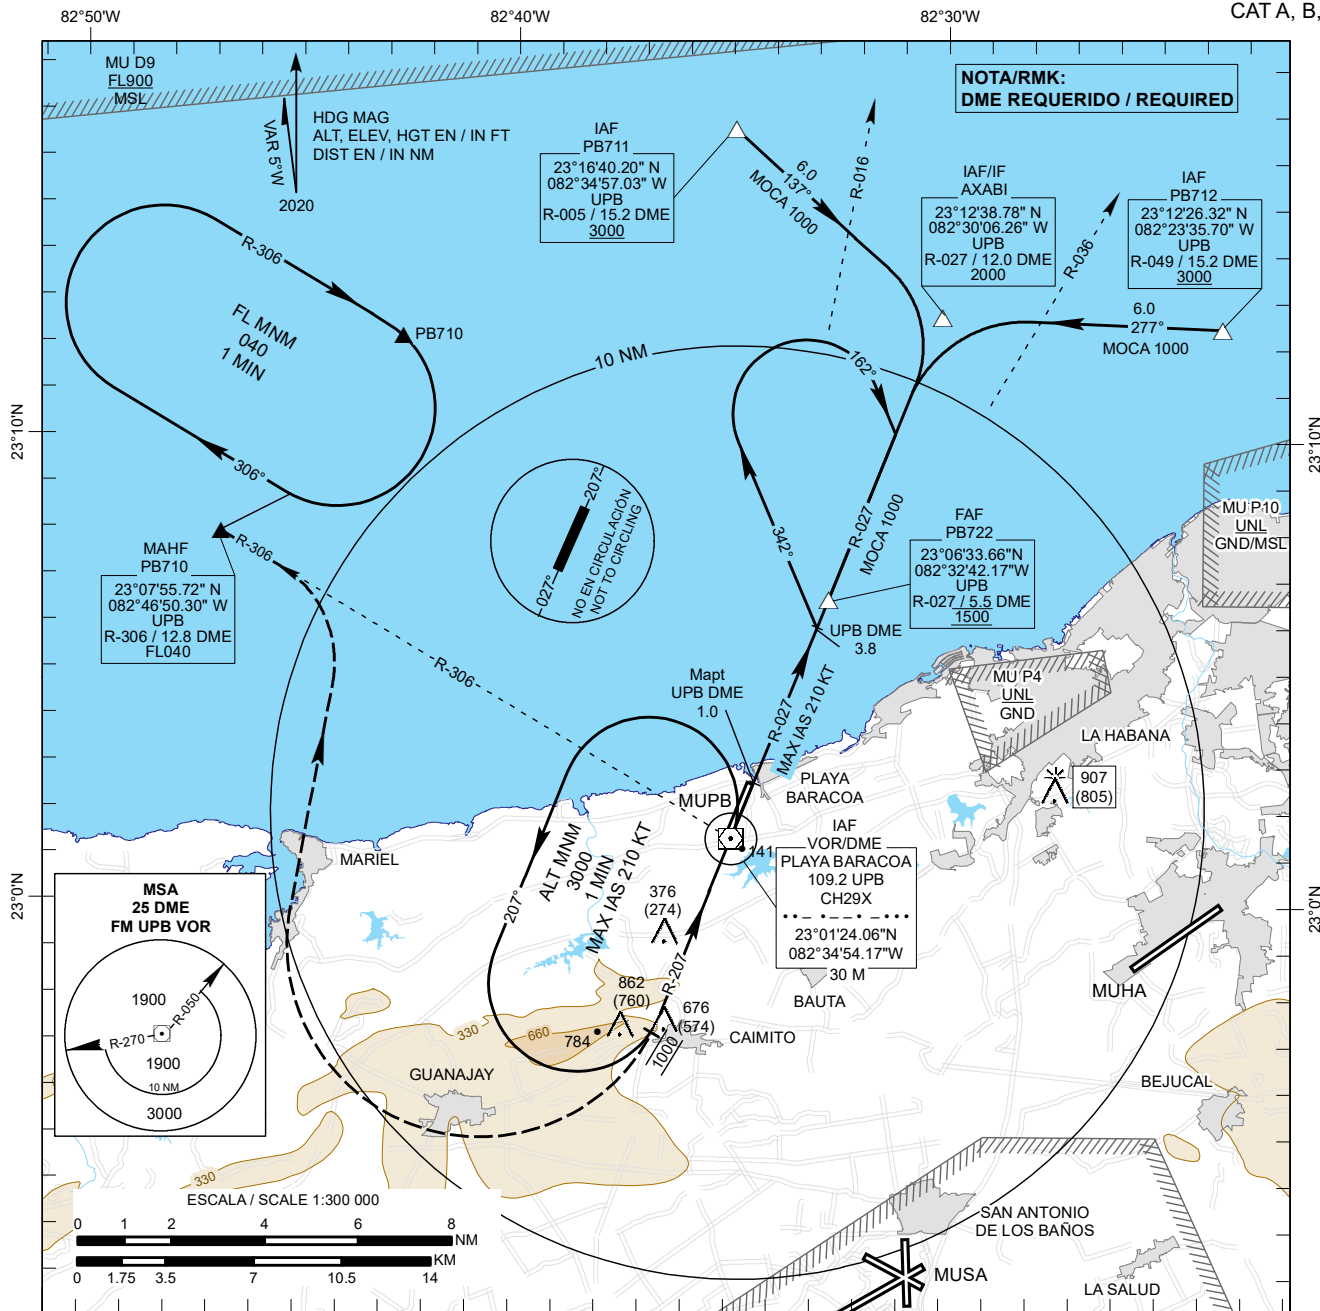 82°50'W
82°40'W
82°30'W
CAT A, B,
MU D9
FL900
MSL
VAR 5°W
2020
HDG MAG
ALT, ELEV, HGT EN / IN FT
DIST EN / IN NM
NOTA/RMK:
DME REQUERIDO / REQUIRED
IAF
PB711
23°16'40.20" N
082°34'57.03" W
UPB
R-005 / 15.2 DME
3000
6.0
137°
MOCA 1000
R-016
IAF/IF
AXABI
23°12'38.78" N
082°30'06.26" W
UPB
R-027 / 12.0 DME
2000
R-036
IAF
PB712
23°12'26.32" N
082°23'35.70" W
UPB
R-049 / 15.2 DME
3000
6.0
277°
MOCA 1000
R-306
FL MNM
040
1 MIN
PB710
306°
10 NM
162°
342°
R-027
MOCA 1000
23°10'N
23°10'N
MAHF
PB710
23°07'55.72" N
082°46'50.30" W
UPB
R-306 / 12.8 DME
FL040
R-306
R-306
207°
027°
NO EN CIRCULACIÓN
NOT TO CIRCLING
FAF
PB722
23°06'33.66"N
082°32'42.17"W
UPB
R-027 / 5.5 DME
1500
UPB DME
3.8
MU P10
UNL
GND/MSL
MU P4
UNL
GND
Mapt
UPB DME
1.0
R-027
MAX IAS 210 KT
LA HABANA
907
(805)
PLAYA
BARACOA
MUPB
141
IAF
VOR/DME
PLAYA BARACOA
109.2 UPB
CH29X
23°01'24.06"N
082°34'54.17"W
30 M
MARIEL
ALT MNM
3000
1 MIN
MAX IAS 210 KT
207°
R-207
376
(274)
862
(760)
676
(574)
784
1000
330
660
CAIMITO
BAUTA
MUHA
23°0'N
23°0'N
MSA
25 DME
FM UPB VOR
1900
R-050
R-270
1900
10 NM
3000
GUANAJAY
BEJUCAL
330
ESCALA / SCALE 1:300 000
0 1 2 4 6 8 NM
0 1.75 3.5 7 10.5 14 KM
SAN ANTONIO
DE LOS BAÑOS
MUSA
LA SALUD